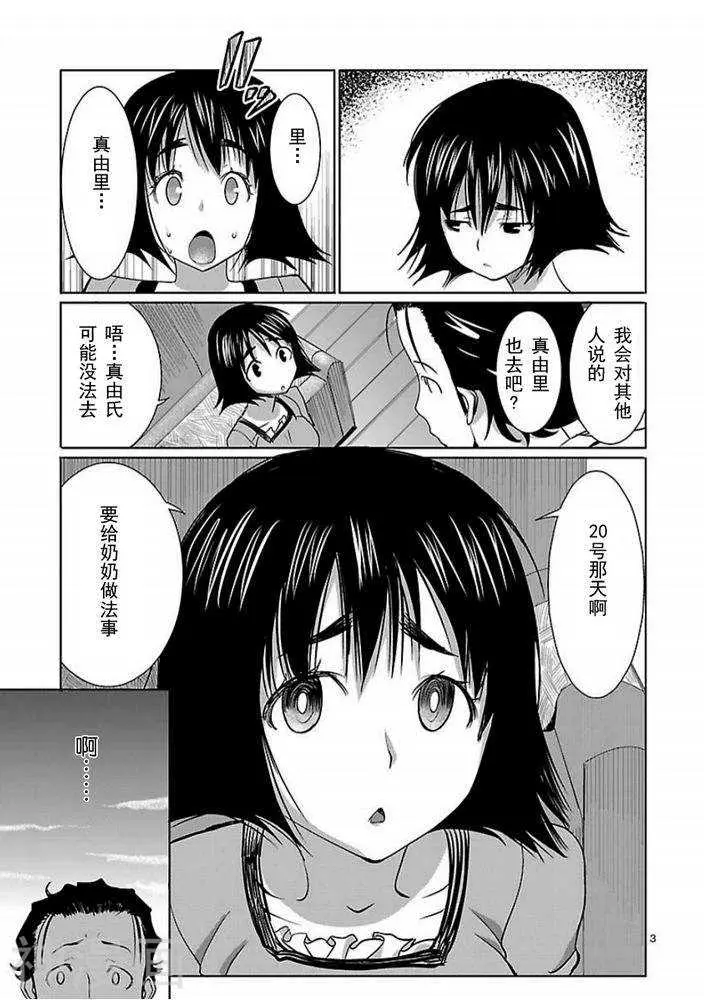 里…
真由里…
我会对其他
人说的
真由里
也去吧？
唔…真由氏
可能没法去
20号那天啊
要给奶奶
做法事
啊……
3